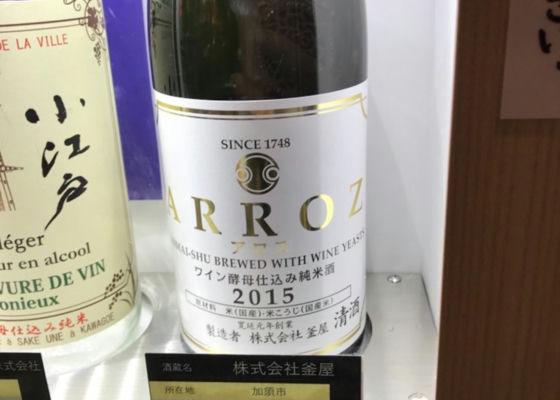 DE LA VILLE
小江戸
léger
ur en alcool
VURE DE VIN
onieux
母仕込み純米
à SAKE UNE à KAWAGOE
SINCE 1748
ARROZ
アロス
MAI-SHU BREWED WITH WINE YEAST
ワイン酵母仕込み純米酒
2015
原材料 米(国産)・米こうじ(国産米)
寛延元年創業
清酒
製造者 株式会社釜屋
株式会社
酒蔵名 株式会社釜屋
所在地 加須市